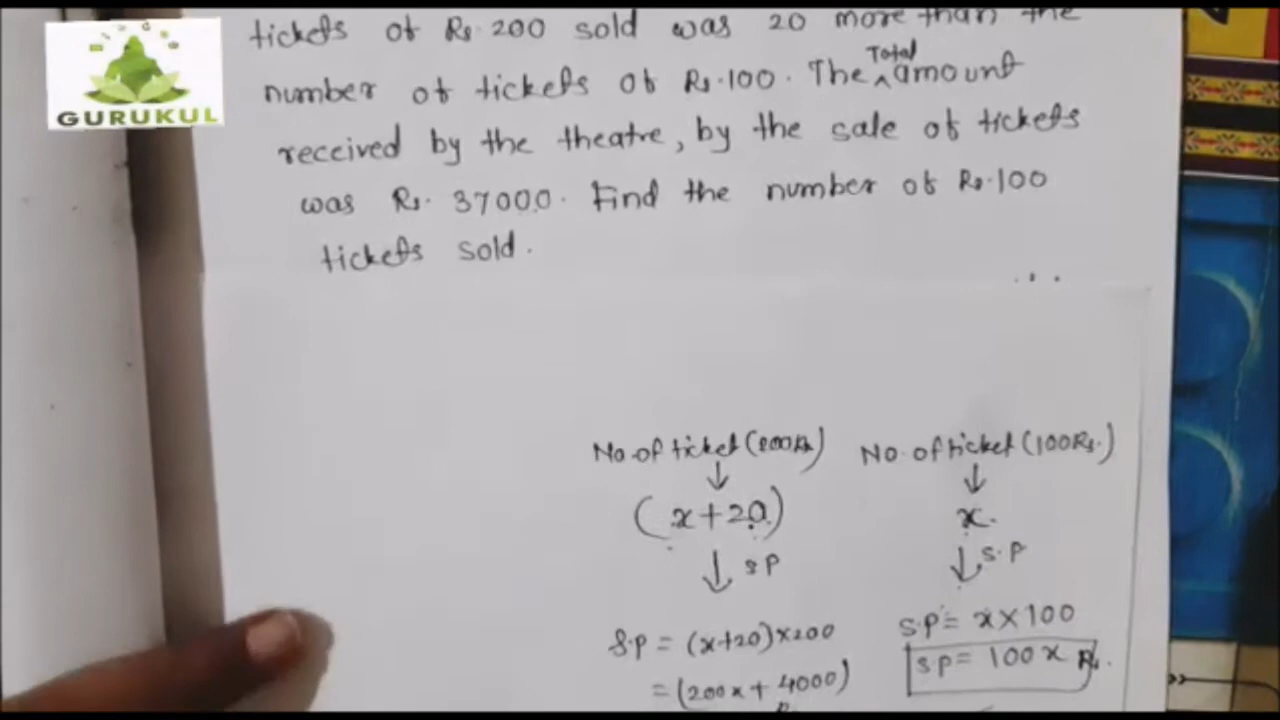 GURUKUL
tickets of Rs. 200 sold was 20 more than the
number of tickets of Rs.100. The Total amount
received by the theatre, by the sale of tickets
was Rs. 37000. Find the number of Rs.100
tickets sold.
...
No. of ticket (200Rs) No. of ticket (100Rs.)
↓ ↓
(x+20) x.
↓ SP ↓ S.P
S.P = (x+20)×200 S.P = x×100
= (200x + 4000) SP = 100x Rs.